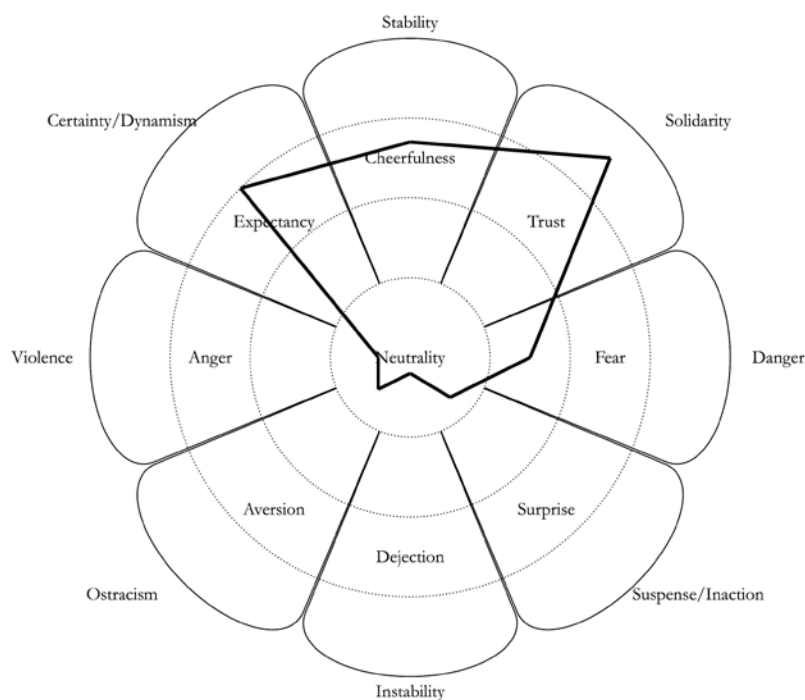 Stability
Certainty/Dynamism
Solidarity
Cheerfulness
Expectancy
Trust
Violence
Anger
Neutrality
Fear
Danger
Aversion
Surprise
Dejection
Ostracism
Suspense/Inaction
Instability